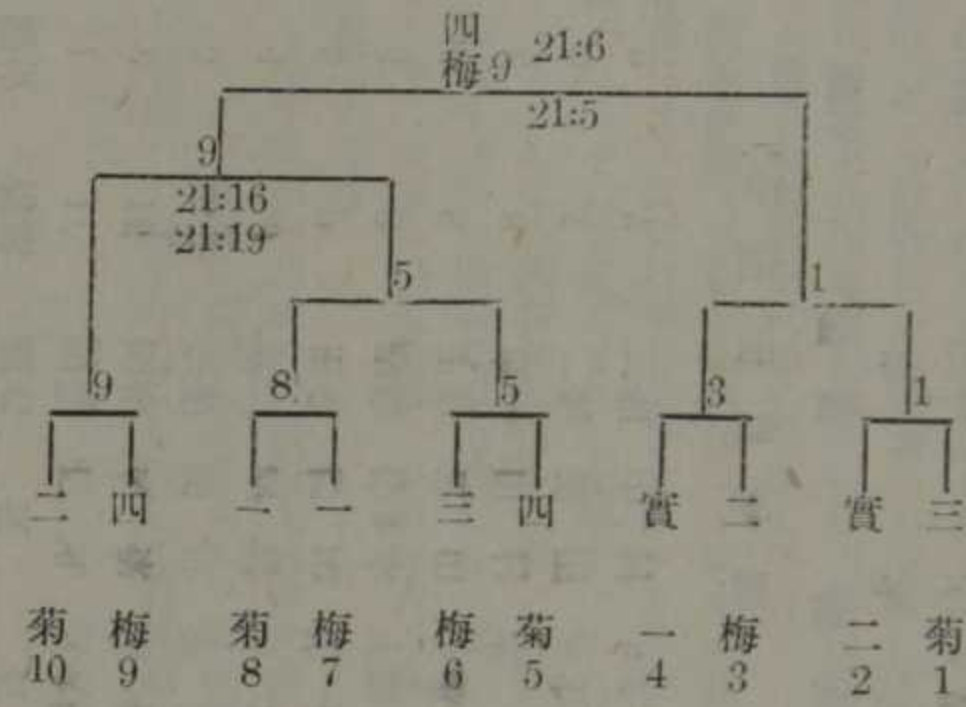 四
梅9 21:6
21:5
9
21:16
21:19
5 1
9 8 5 3 1
二 四 一 一 三 四 實 二 實 三
菊 梅 菊 梅 梅 菊 一 梅 二 菊
10 9 8 7 6 5 4 3 2 1